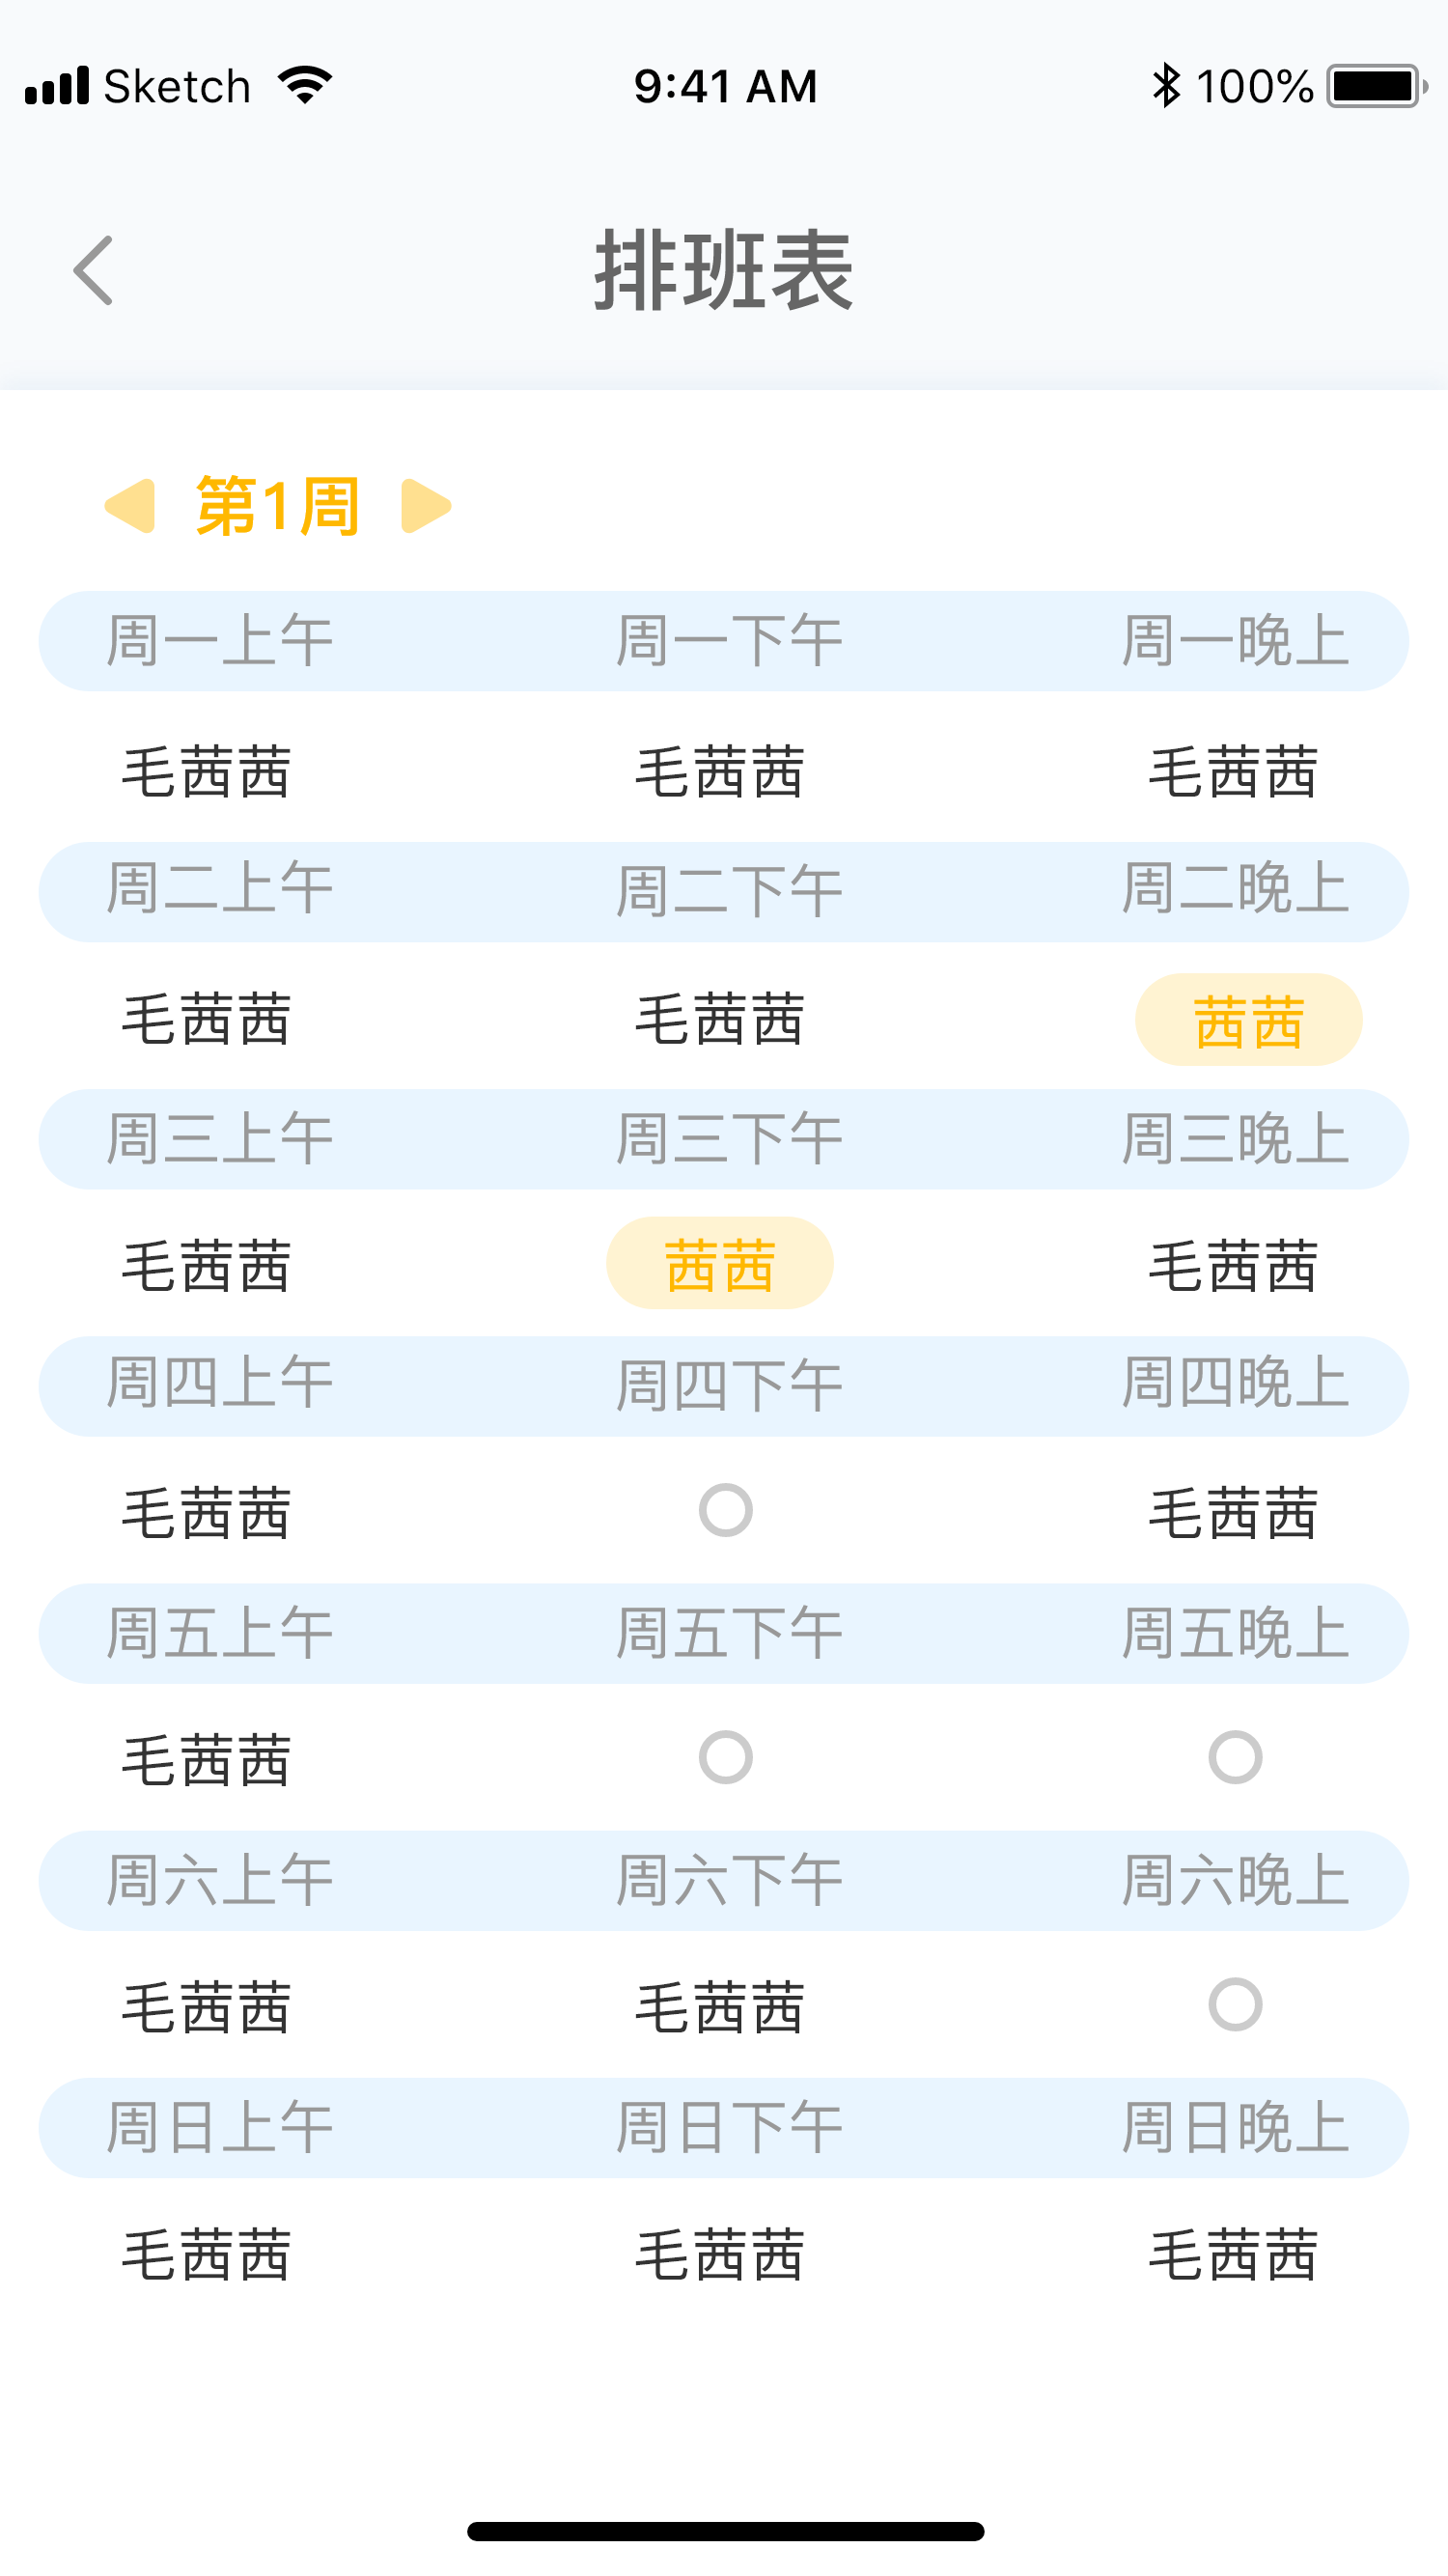 Sketch 9:41 AM 100%
排班表
第1周
周一上午 周一下午 周一晚上
毛茜茜 毛茜茜 毛茜茜
周二上午 周二下午 周二晚上
毛茜茜 毛茜茜 茜茜
周三上午 周三下午 周三晚上
毛茜茜 茜茜 毛茜茜
周四上午 周四下午 周四晚上
毛茜茜 毛茜茜
周五上午 周五下午 周五晚上
毛茜茜
周六上午 周六下午 周六晚上
毛茜茜 毛茜茜
周日上午 周日下午 周日晚上
毛茜茜 毛茜茜 毛茜茜